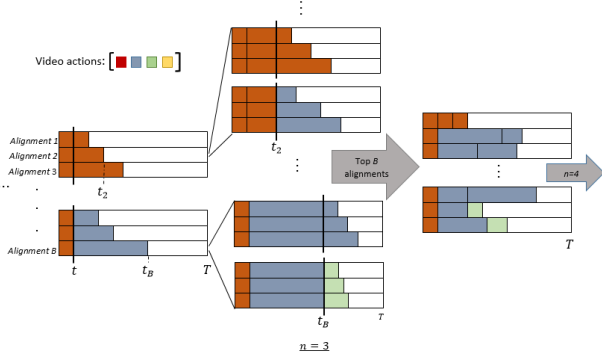 Video actions: [ ]
Alignment 1
Alignment 2
Alignment 3
t₂
Alignment B
t
t_B
T
t₂
t_B
T
n = 3
Top B
alignments
n=4
T